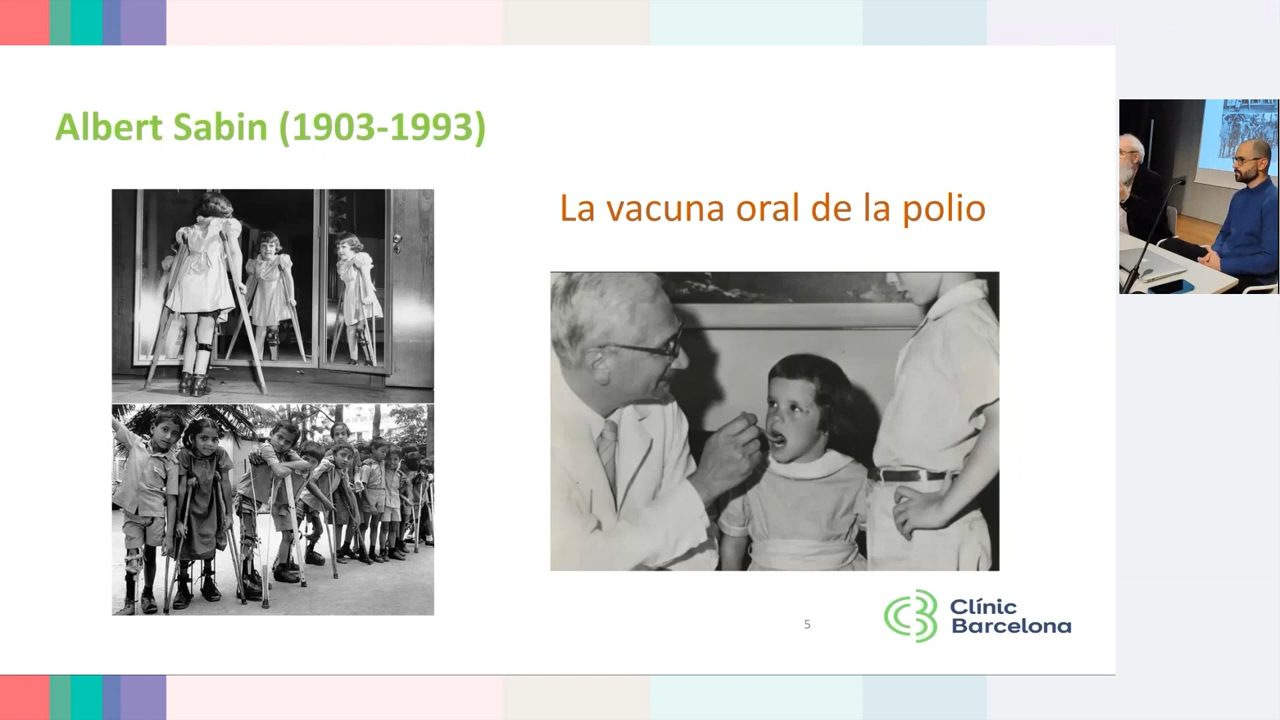 Albert Sabin (1903-1993)
La vacuna oral de la polio
5
Clínic
Barcelona